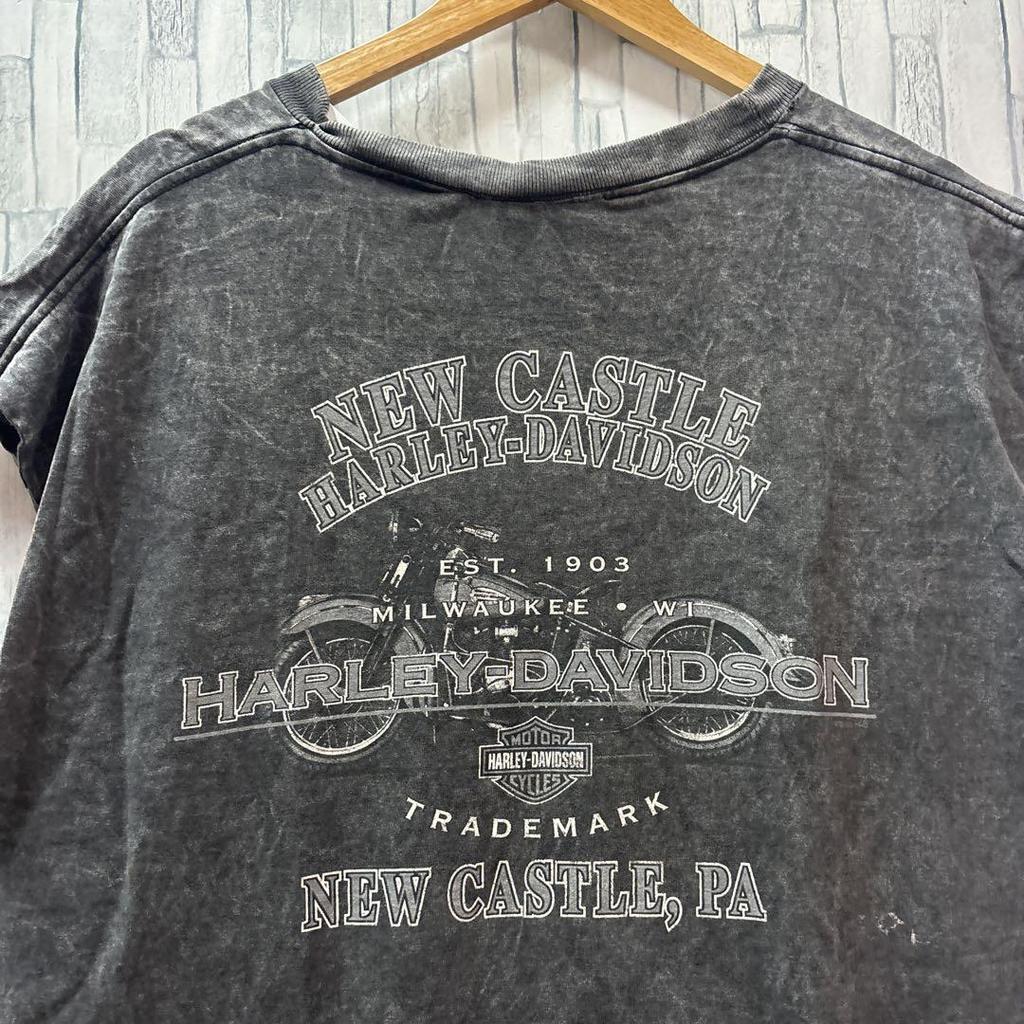 NEW CASTLE
HARLEY-DAVIDSON
EST. 1903
MILWAUKEE • WI
HARLEY-DAVIDSON
MOTOR
HARLEY-DAVIDSON
CYCLES
TRADEMARK
NEW CASTLE, PA